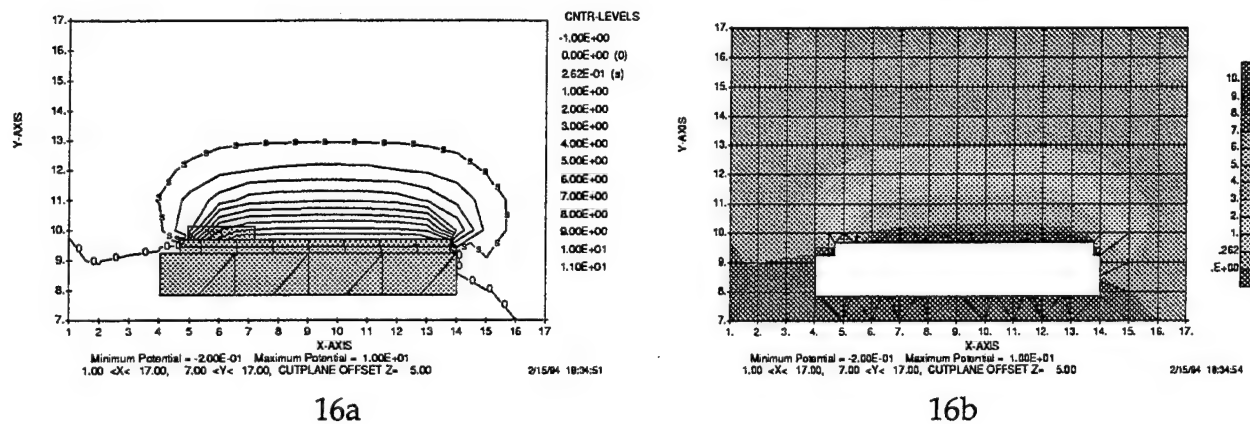 CNTR-LEVELS
-1.00E+00
0.00E+00 (0)
2.62E-01 (s)
1.00E+00
2.00E+00
3.00E+00
4.00E+00
5.00E+00
6.00E+00
7.00E+00
8.00E+00
9.00E+00
1.00E+01
1.10E+01
Y-AXIS
17.
16.
15.
14.
13.
12.
11.
10.
9.
8.
7.
1 2 3 4 5 6 7 8 9 10 11 12 13 14 15 16 17
X-AXIS
Minimum Potential = -2.00E-01 Maximum Potential = 1.00E+01
1.00 <X< 17.00, 7.00 <Y< 17.00, CUTPLANE OFFSET Z= 5.00
2/15/94 18:34:51
16a
Y-AXIS
17.
16.
15.
14.
13.
12.
11.
10.
9.
8.
7.
1. 2. 3. 4. 5. 6. 7. 8. 9. 10. 11. 12. 13. 14. 15. 16. 17.
X-AXIS
10.
9.
8.
7.
6.
5.
4.
3.
2.
1.
.262
.E+00
Minimum Potential = -2.00E-01 Maximum Potential = 1.00E+01
1.00 <X< 17.00, 7.00 <Y< 17.00, CUTPLANE OFFSET Z= 5.00
2/15/94 18:34:54
16b